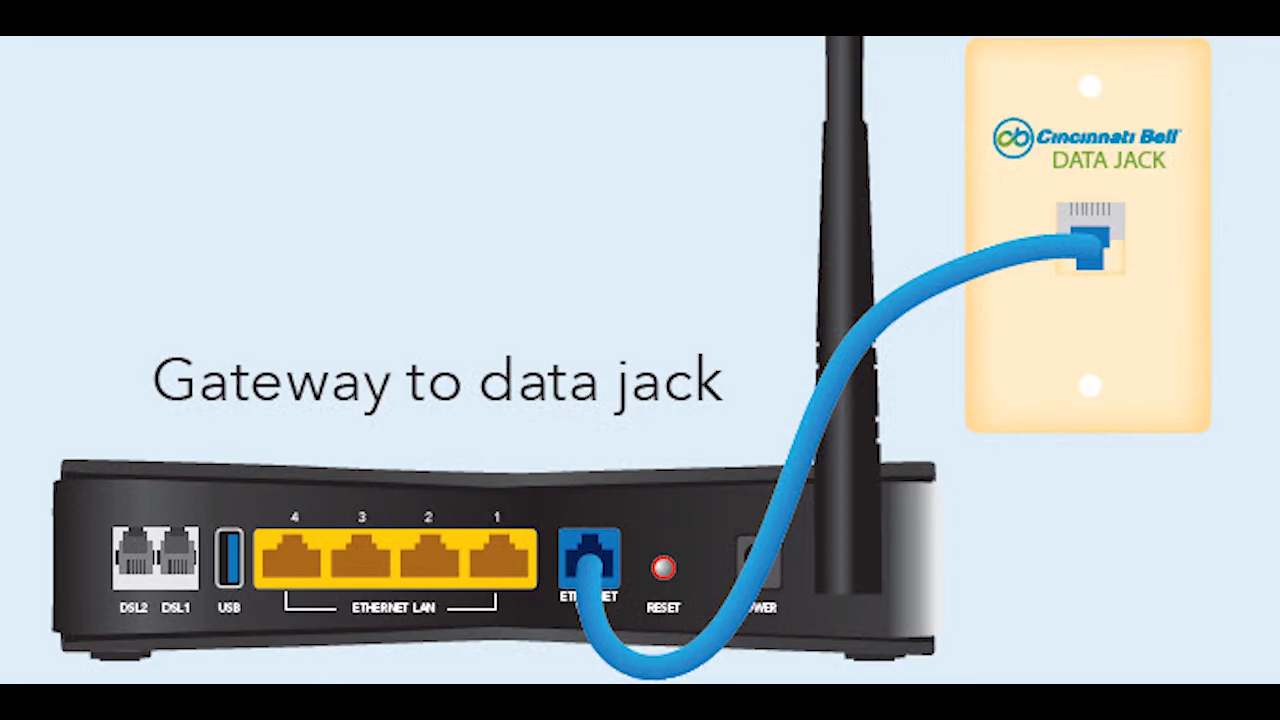 Cincinnati Bell
DATA JACK
Gateway to data jack
4 3 2 1
DSL2 DSL1 USB ETHERNET LAN RESET